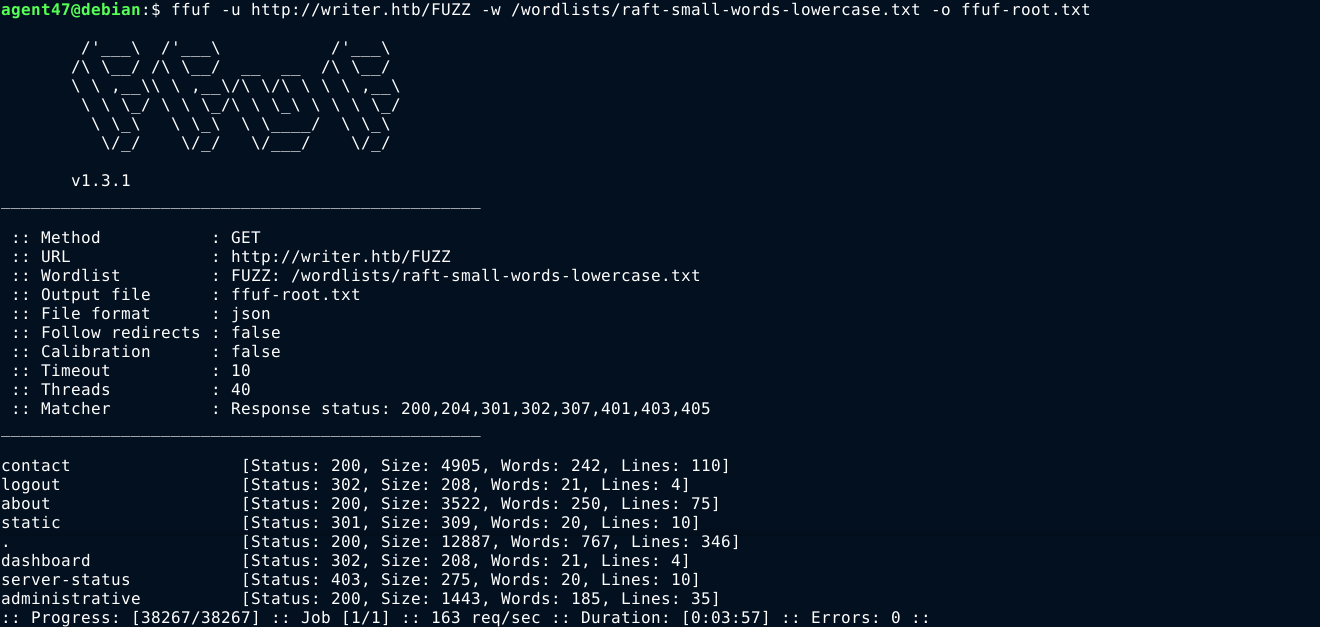 agent47@debian:$ ffuf -u http://writer.htb/FUZZ -w /wordlists/raft-small-words-lowercase.txt -o ffuf-root.txt
        /'___\  /'___\           /'___\
       /\ \__/ /\ \__/  __  __  /\ \__/
       \ \ ,__\\ \ ,__\/\ \/\ \ \ \ ,__\
        \ \ \_/ \ \ \_/\ \ \_\ \ \ \ \_/
         \ \_\   \ \_\  \ \____/  \ \_\
          \/_/    \/_/   \/___/    \/_/
       v1.3.1
________________________________________________
 :: Method           : GET
 :: URL              : http://writer.htb/FUZZ
 :: Wordlist         : FUZZ: /wordlists/raft-small-words-lowercase.txt
 :: Output file      : ffuf-root.txt
 :: File format      : json
 :: Follow redirects : false
 :: Calibration      : false
 :: Timeout          : 10
 :: Threads          : 40
 :: Matcher          : Response status: 200,204,301,302,307,401,403,405
________________________________________________
contact                 [Status: 200, Size: 4905, Words: 242, Lines: 110]
logout                  [Status: 302, Size: 208, Words: 21, Lines: 4]
about                   [Status: 200, Size: 3522, Words: 250, Lines: 75]
static                  [Status: 301, Size: 309, Words: 20, Lines: 10]
.                       [Status: 200, Size: 12887, Words: 767, Lines: 346]
dashboard               [Status: 302, Size: 208, Words: 21, Lines: 4]
server-status           [Status: 403, Size: 275, Words: 20, Lines: 10]
administrative          [Status: 200, Size: 1443, Words: 185, Lines: 35]
:: Progress: [38267/38267] :: Job [1/1] :: 163 req/sec :: Duration: [0:03:57] :: Errors: 0 ::